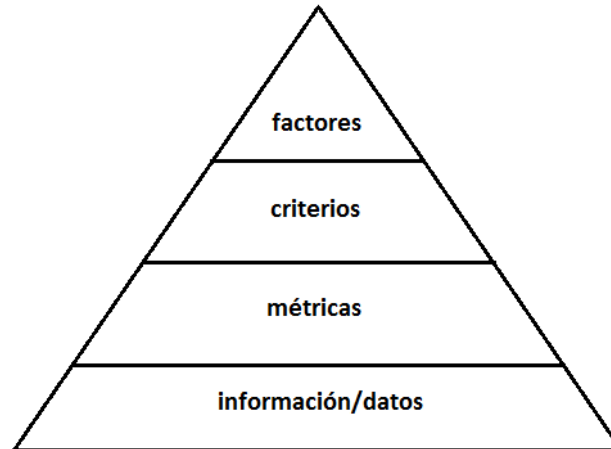 factores
criterios
métricas
información/datos